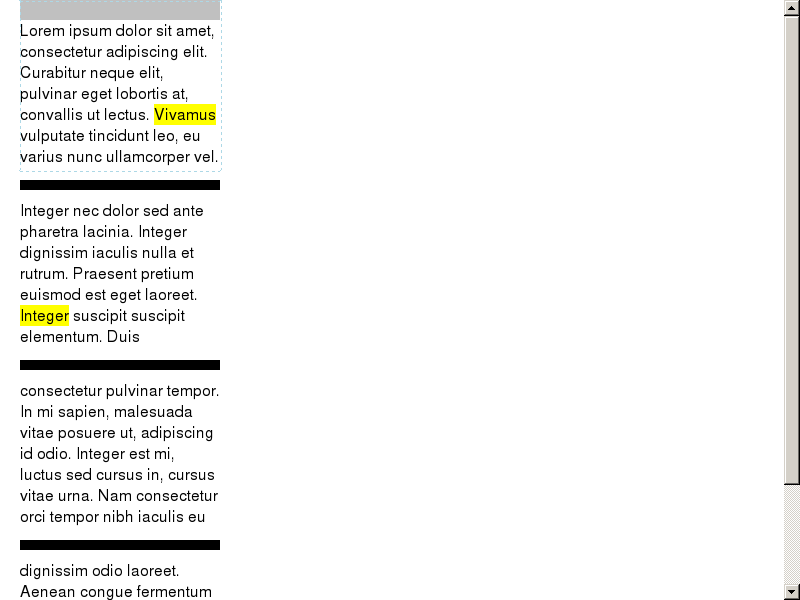 Lorem ipsum dolor sit amet,
consectetur adipiscing elit.
Curabitur neque elit,
pulvinar eget lobortis at,
convallis ut lectus. Vivamus
vulputate tincidunt leo, eu
varius nunc ullamcorper vel.
Integer nec dolor sed ante
pharetra lacinia. Integer
dignissim iaculis nulla et
rutrum. Praesent pretium
euismod est eget laoreet.
Integer suscipit suscipit
elementum. Duis
consectetur pulvinar tempor.
In mi sapien, malesuada
vitae posuere ut, adipiscing
id odio. Integer est mi,
luctus sed cursus in, cursus
vitae urna. Nam consectetur
orci tempor nibh iaculis eu
dignissim odio laoreet.
Aenean congue fermentum